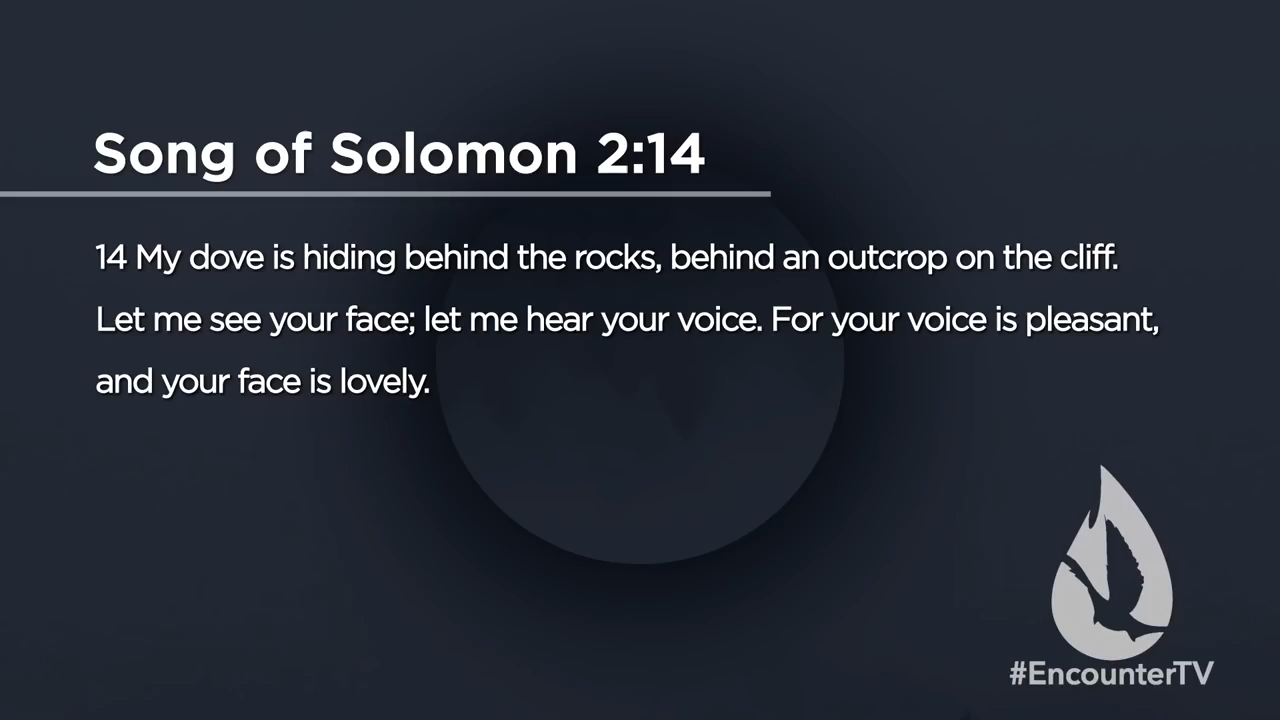 Song of Solomon 2:14
14 My dove is hiding behind the rocks, behind an outcrop on the cliff.
Let me see your face; let me hear your voice. For your voice is pleasant,
and your face is lovely.
#EncounterTV